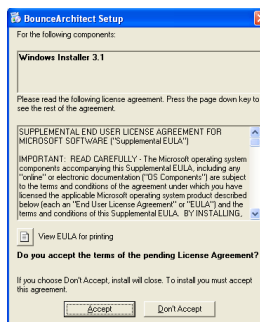 BounceArchitect Setup
For the following components:
Windows Installer 3.1
Please read the following license agreement. Press the page down key to
see the rest of the agreement.
SUPPLEMENTAL END USER LICENSE AGREEMENT FOR
MICROSOFT SOFTWARE ("Supplemental EULA")
IMPORTANT: READ CAREFULLY - The Microsoft operating system
components accompanying this Supplemental EULA, including any
"online" or electronic documentation ("OS Components") are subject
to the terms and conditions of the agreement under which you have
licensed the applicable Microsoft operating system product described
below (each an "End User License Agreement" or "EULA") and the
terms and conditions of this Supplemental EULA. BY INSTALLING,
View EULA for printing
Do you accept the terms of the pending License Agreement?
If you choose Don't Accept, install will close. To install you must accept
this agreement.
Accept
Don't Accept